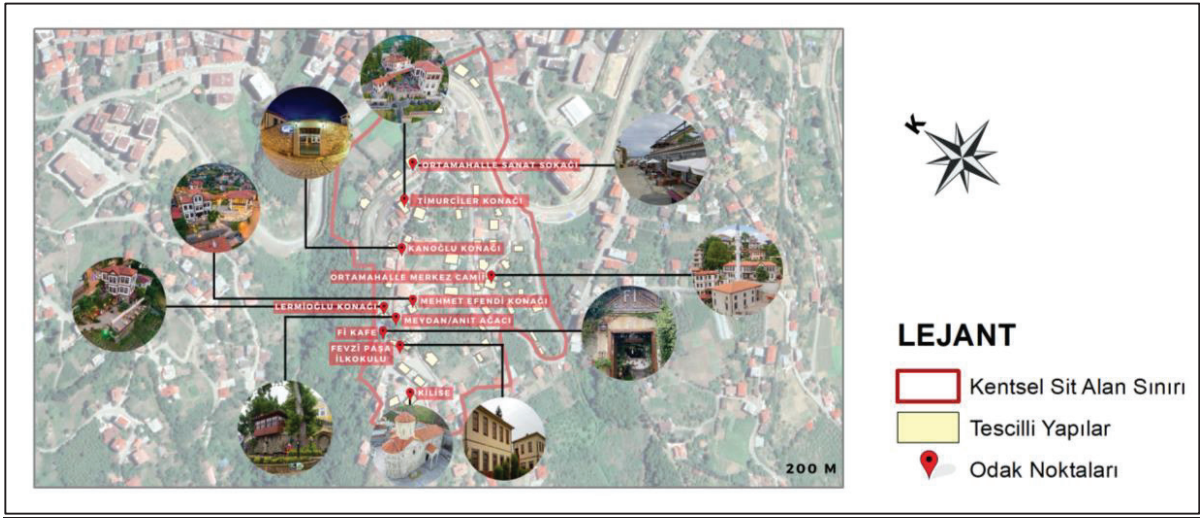 K
ORTAMAHALLE SANAT SOKAĞI
TİMURCİLER KONAĞI
KANOĞLU KONAĞI
ORTAMAHALLE MERKEZ CAMİİ
MEHMET EFENDİ KONAĞI
LERMİOĞLU KONAĞI
MEYDAN/ANIT AĞACI
Fİ KAFE
FEVZİ PAŞA
İLKOKULU
KİLİSE
Fİ
200 M
LEJANT
Kentsel Sit Alan Sınırı
Tescilli Yapılar
Odak Noktaları